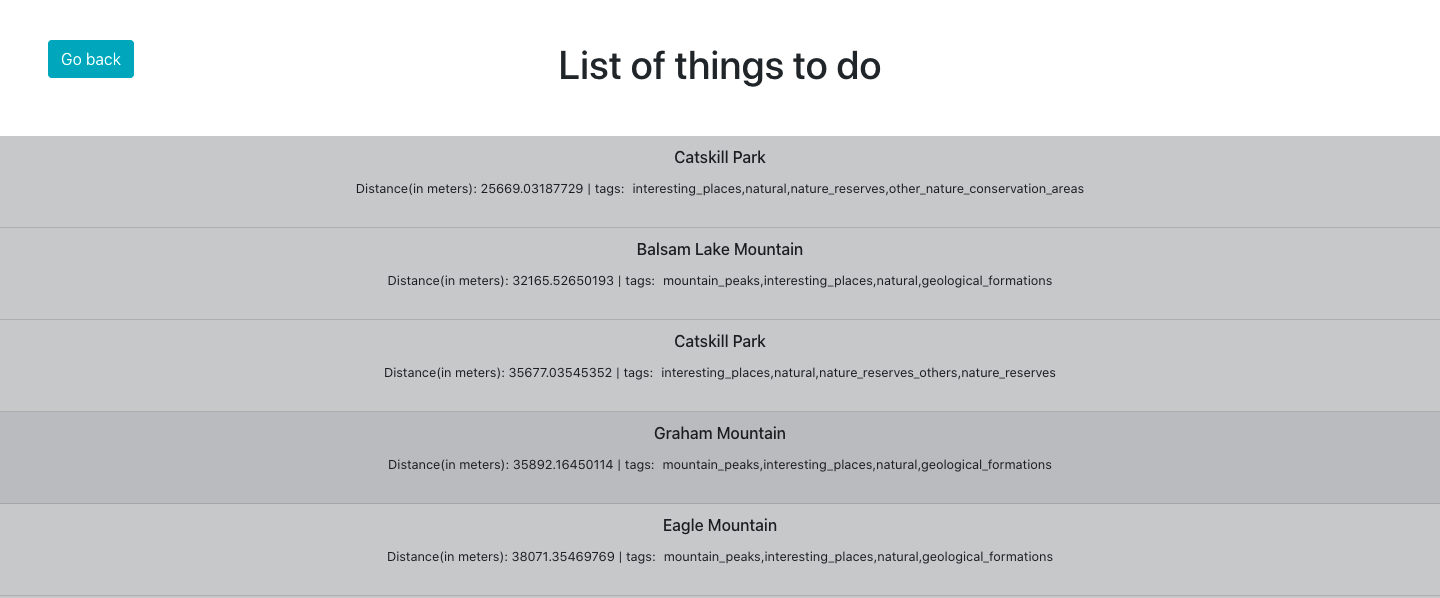 Go back
List of things to do
Catskill Park
Distance(in meters): 25669.03187729 | tags: interesting_places,natural,nature_reserves,other_nature_conservation_areas
Balsam Lake Mountain
Distance(in meters): 32165.52650193 | tags: mountain_peaks,interesting_places,natural,geological_formations
Catskill Park
Distance(in meters): 35677.03545352 | tags: interesting_places,natural,nature_reserves_others,nature_reserves
Graham Mountain
Distance(in meters): 35892.16450114 | tags: mountain_peaks,interesting_places,natural,geological_formations
Eagle Mountain
Distance(in meters): 38071.35469769 | tags: mountain_peaks,interesting_places,natural,geological_formations